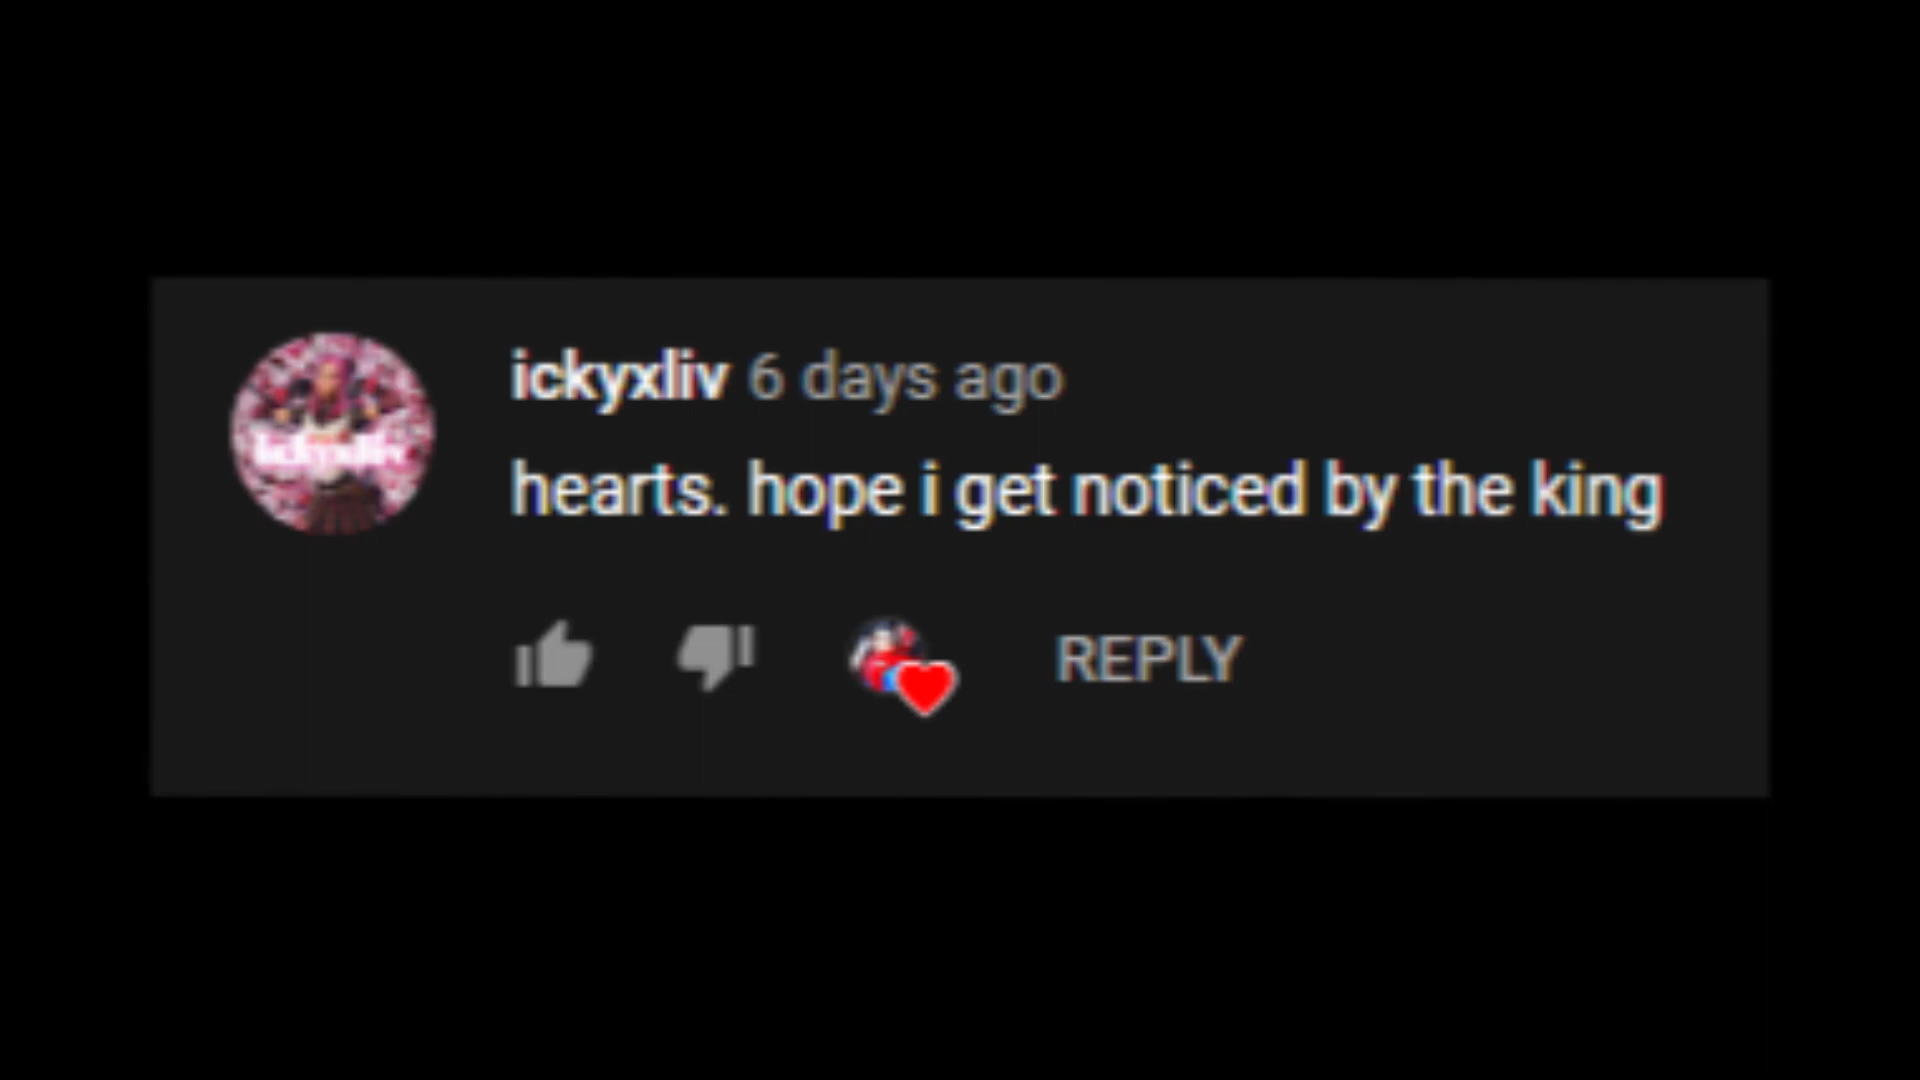 ickyxliv 6 days ago
hearts. hope i get noticed by the king
REPLY